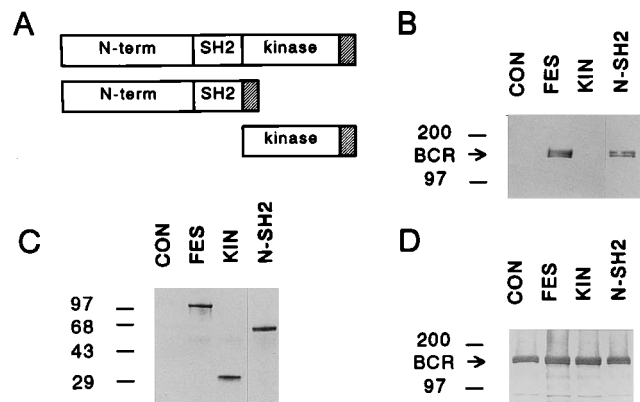 A
N-term SH2 kinase
N-term SH2
kinase
B
CON FES KIN N-SH2
200
BCR →
97
C
CON FES KIN N-SH2
97
68
43
29
D
CON FES KIN N-SH2
200
BCR →
97